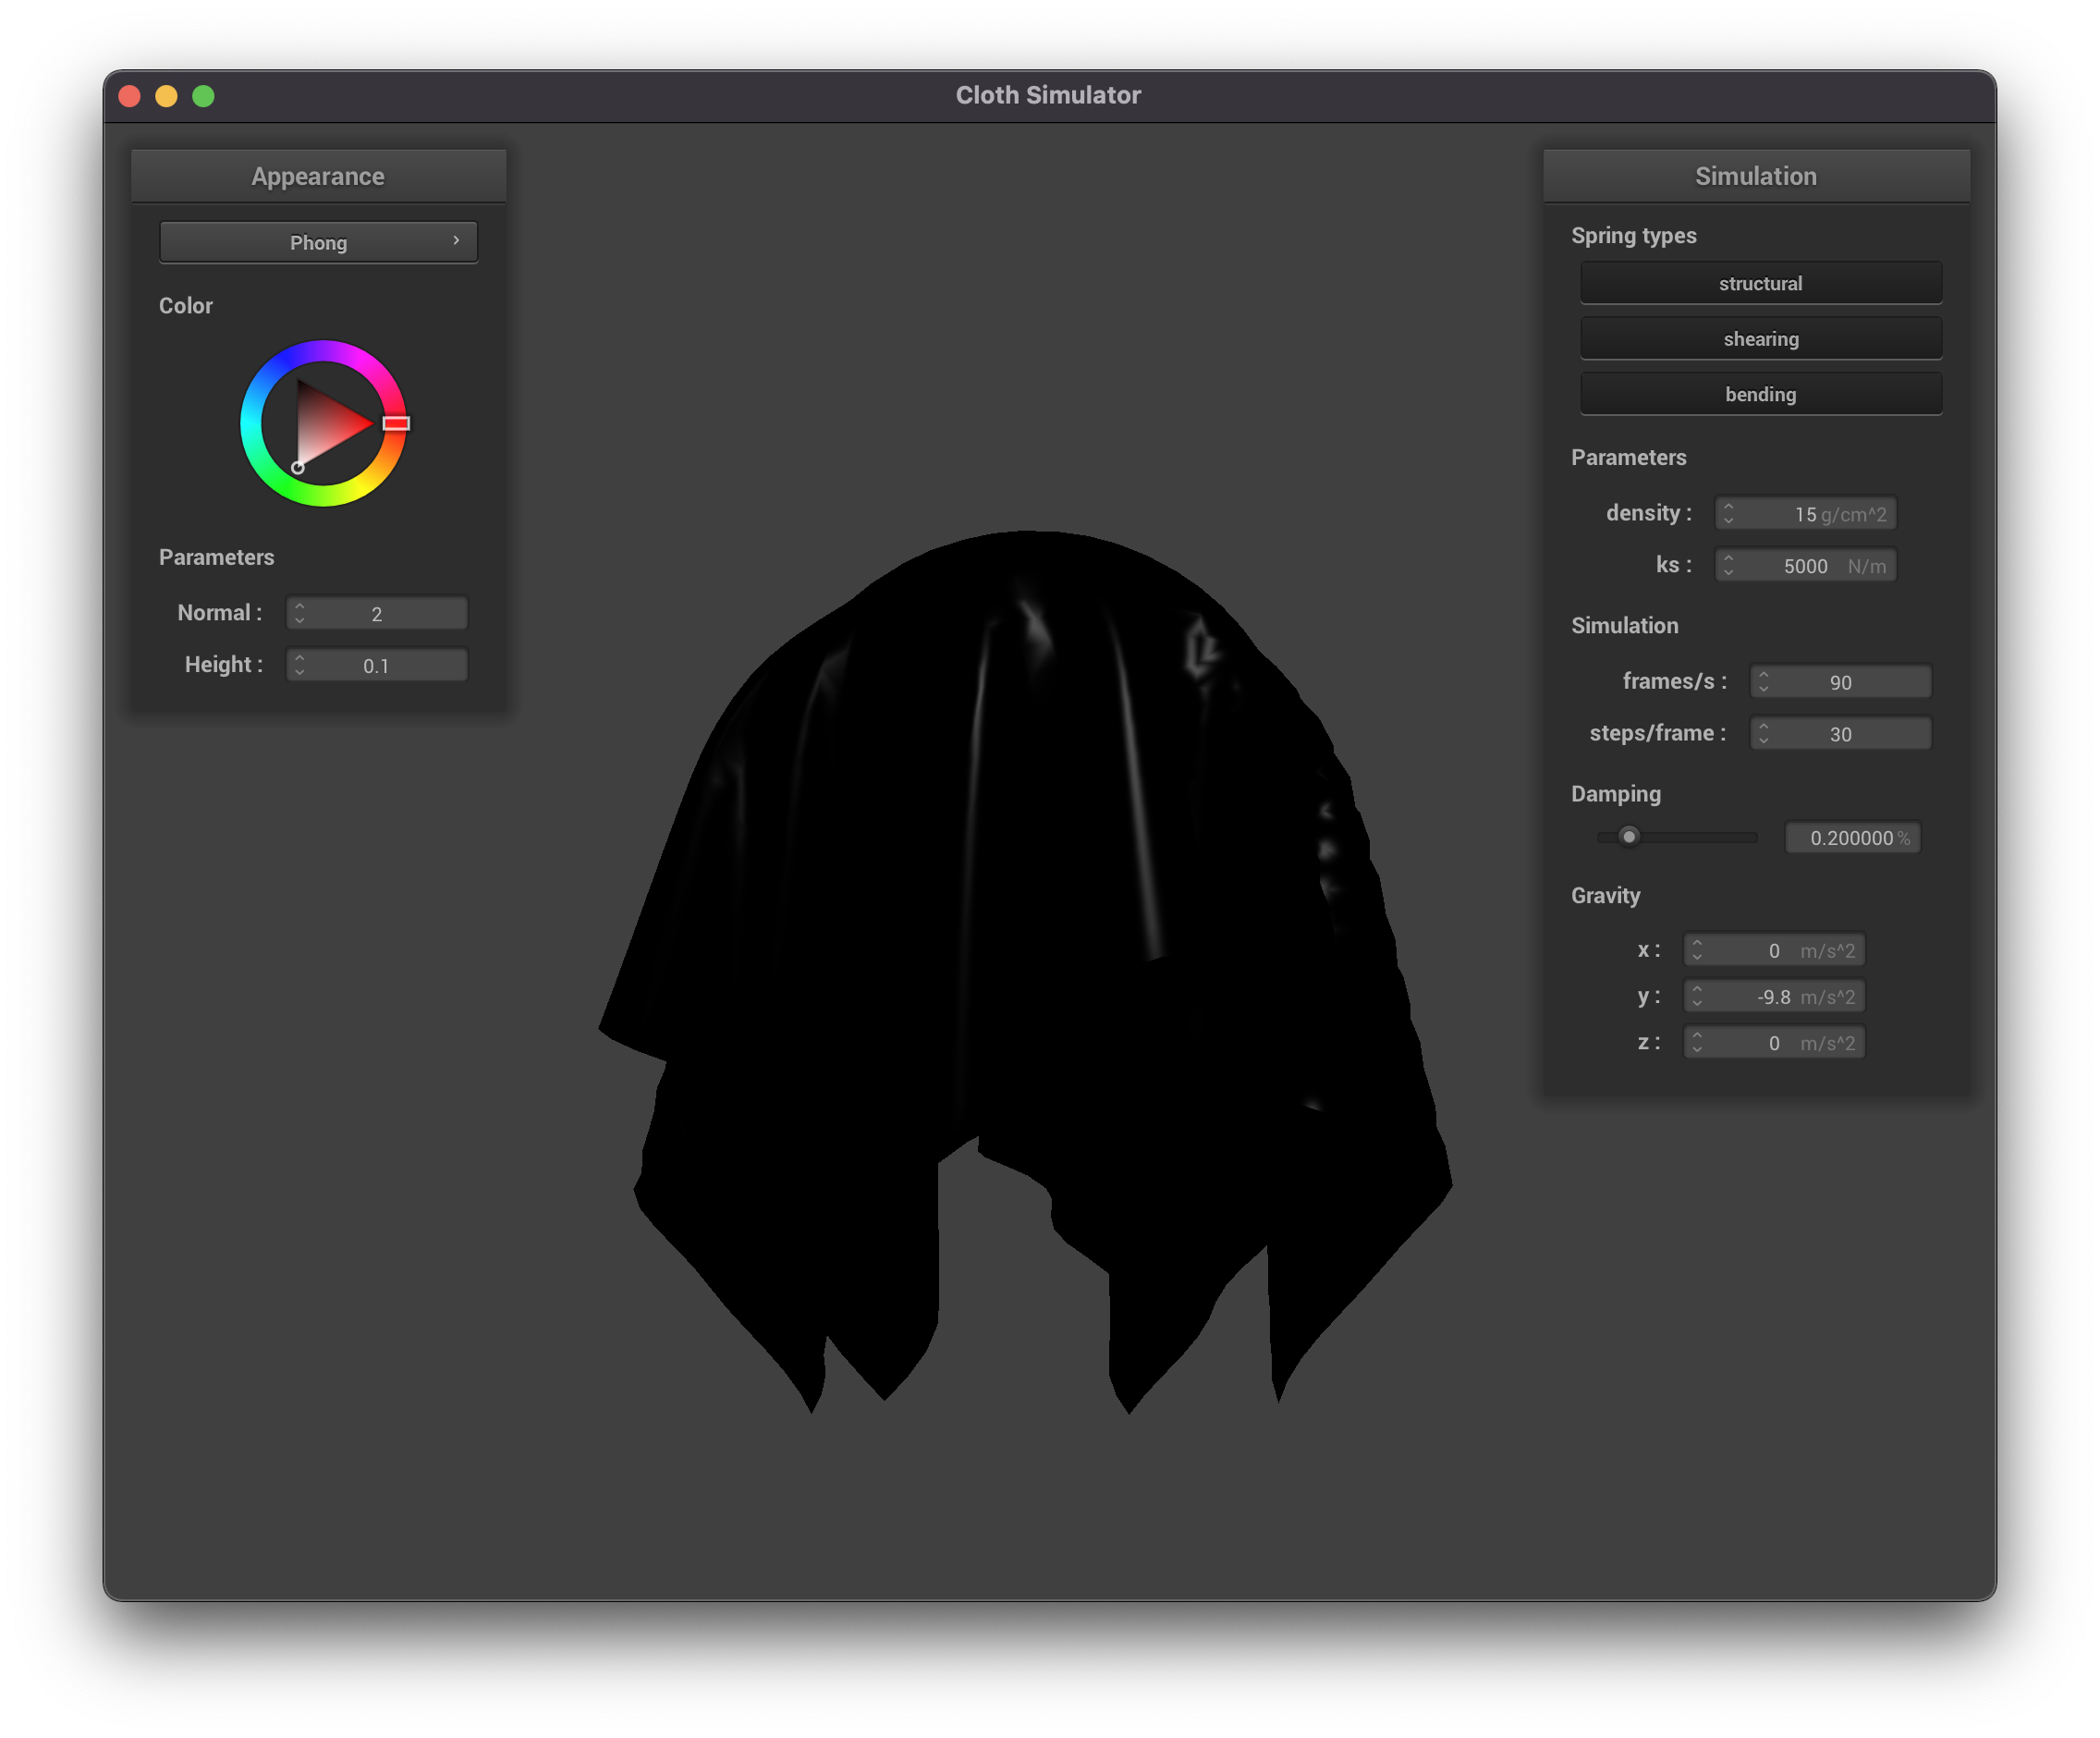 Cloth Simulator
Appearance
Phong
Color
Parameters
Normal : 2
Height : 0.1
Simulation
Spring types
structural
shearing
bending
Parameters
density : 15 g/cm^2
ks : 5000 N/m
Simulation
frames/s : 90
steps/frame : 30
Damping
0.200000 %
Gravity
x : 0 m/s^2
y : -9.8 m/s^2
z : 0 m/s^2